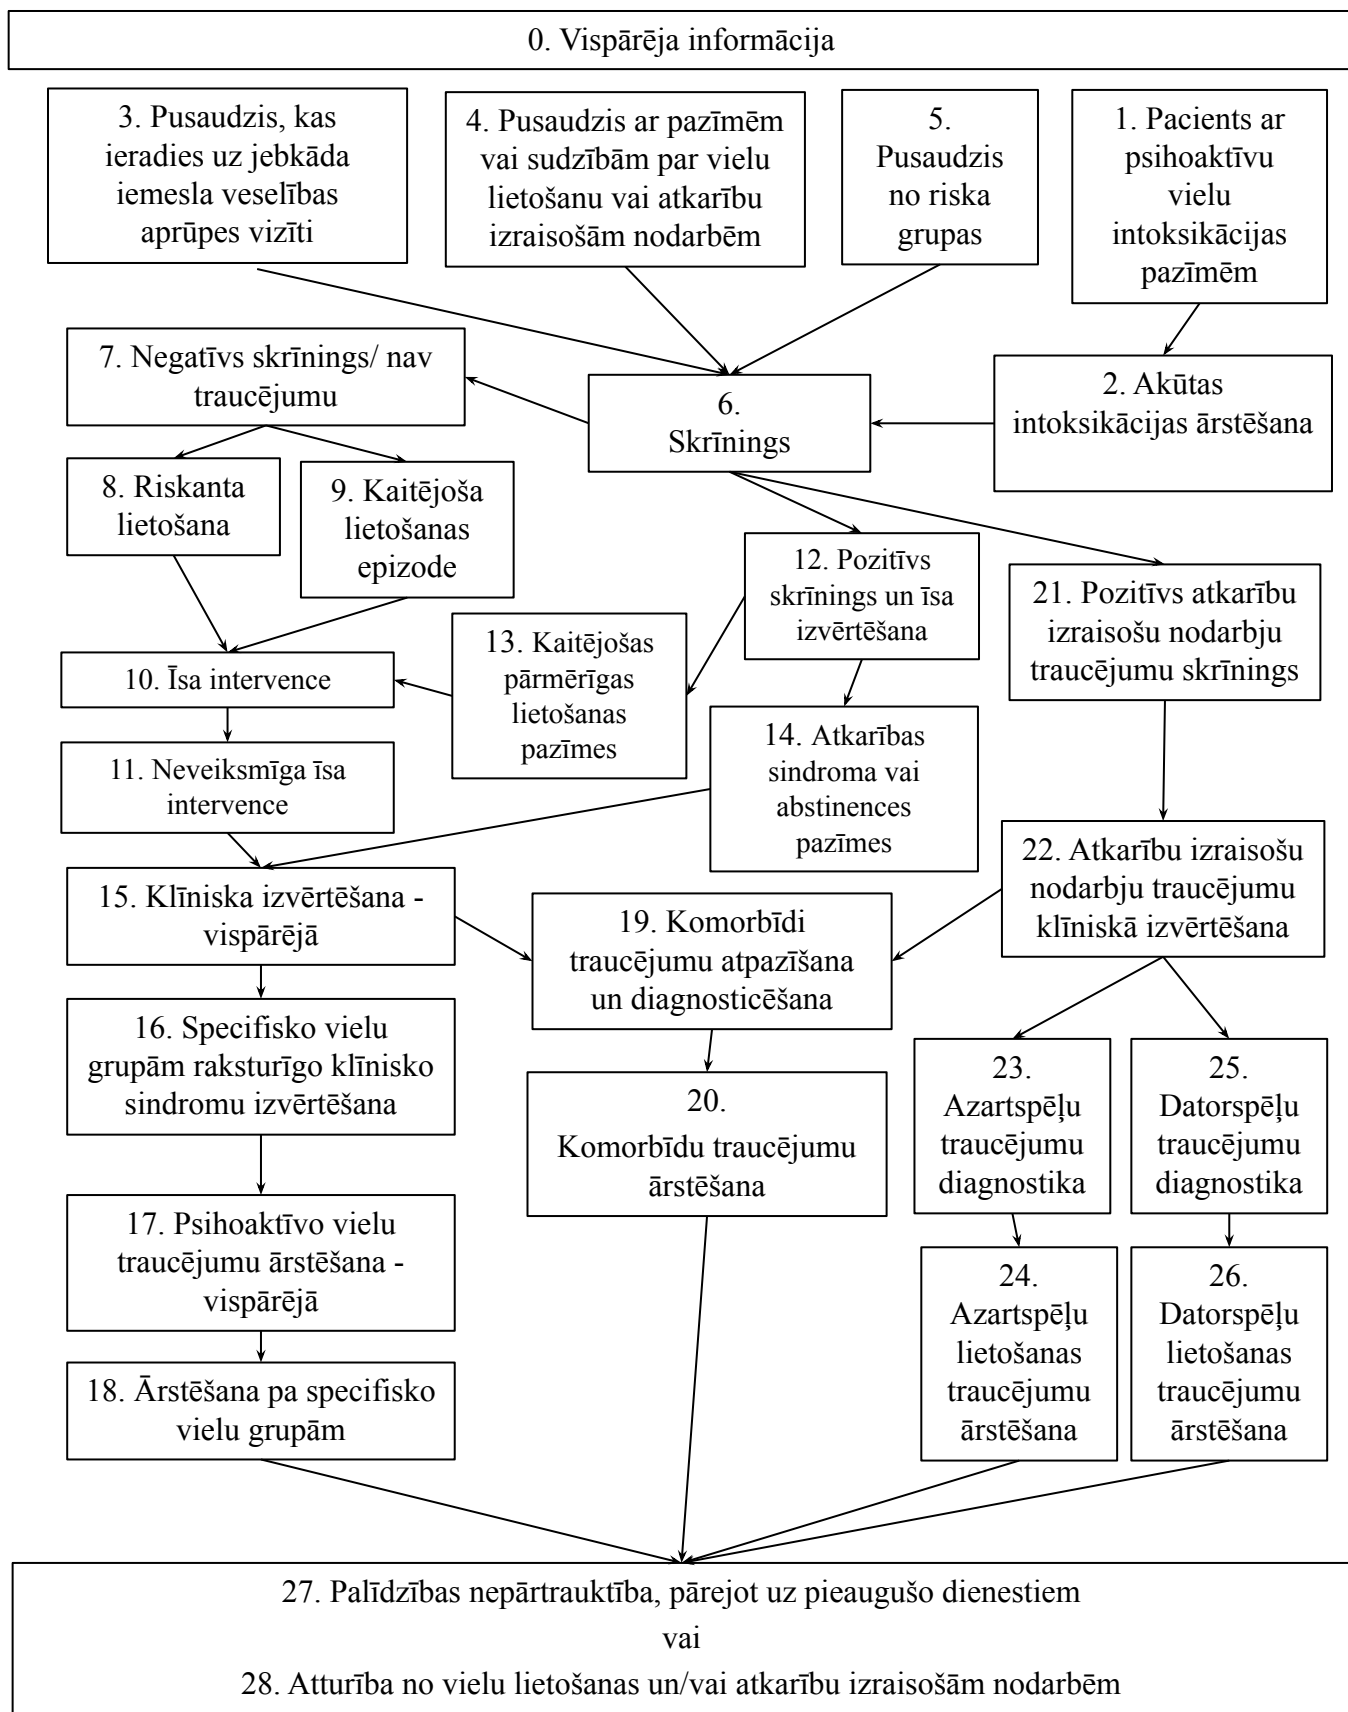 0. Vispārēja informācija
3. Pusaudzis, kas
ieradies uz jebkāda
iemesla veselības
aprūpes vizīti
4. Pusaudzis ar pazīmēm
vai sudzībām par vielu
lietošanu vai atkarību
izraisošām nodarbēm
5.
Pusaudzis
no riska
grupas
1. Pacients ar
psihoaktīvu
vielu
intoksikācijas
pazīmēm
7. Negatīvs skrīnings/ nav
traucējumu
6.
Skrīnings
2. Akūtas
intoksikācijas ārstēšana
8. Riskanta
lietošana
9. Kaitējoša
lietošanas
epizode
12. Pozitīvs
skrīnings un īsa
izvērtēšana
21. Pozitīvs atkarību
izraisošu nodarbju
traucējumu skrīnings
13. Kaitējošas
pārmērīgas
lietošanas
pazīmes
10. Īsa intervence
14. Atkarības
sindroma vai
abstinences
pazīmes
11. Neveiksmīga īsa
intervence
22. Atkarību izraisošu
nodarbju traucējumu
klīniskā izvērtēšana
15. Klīniska izvērtēšana -
vispārējā
19. Komorbīdi
traucējumu atpazīšana
un diagnosticēšana
16. Specifisko vielu
grupām raksturīgo klīnisko
sindromu izvērtēšana
20.
Komorbīdu traucējumu
ārstēšana
23.
Azartspēļu
traucējumu
diagnostika
25.
Datorspēļu
traucējumu
diagnostika
17. Psihoaktīvo vielu
traucējumu ārstēšana -
vispārējā
24.
Azartspēļu
lietošanas
traucējumu
ārstēšana
26.
Datorspēļu
lietošanas
traucējumu
ārstēšana
18. Ārstēšana pa specifisko
vielu grupām
27. Palīdzības nepārtrauktība, pārejot uz pieaugušo dienestiem
vai
28. Atturība no vielu lietošanas un/vai atkarību izraisošām nodarbēm